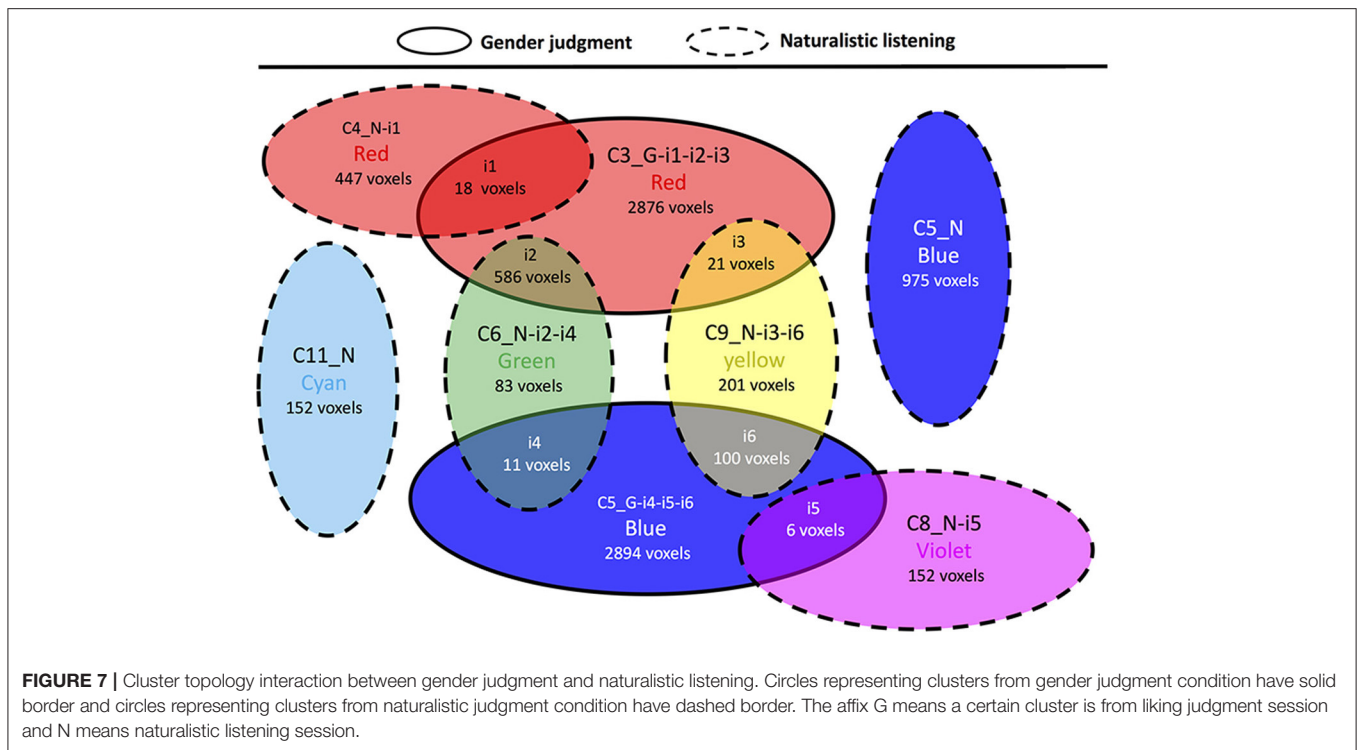 Gender judgment
Naturalistic listening
C4_N-i1
Red
447 voxels
i1
18 voxels
C3_G-i1-i2-i3
Red
2876 voxels
i2
586 voxels
i3
21 voxels
C5_N
Blue
975 voxels
C11_N
Cyan
152 voxels
C6_N-i2-i4
Green
83 voxels
C9_N-i3-i6
yellow
201 voxels
i4
11 voxels
i6
100 voxels
C5_G-i4-i5-i6
Blue
2894 voxels
i5
6 voxels
C8_N-i5
Violet
152 voxels
FIGURE 7 | Cluster topology interaction between gender judgment and naturalistic listening. Circles representing clusters from gender judgment condition have solid
border and circles representing clusters from naturalistic judgment condition have dashed border. The affix G means a certain cluster is from liking judgment session
and N means naturalistic listening session.